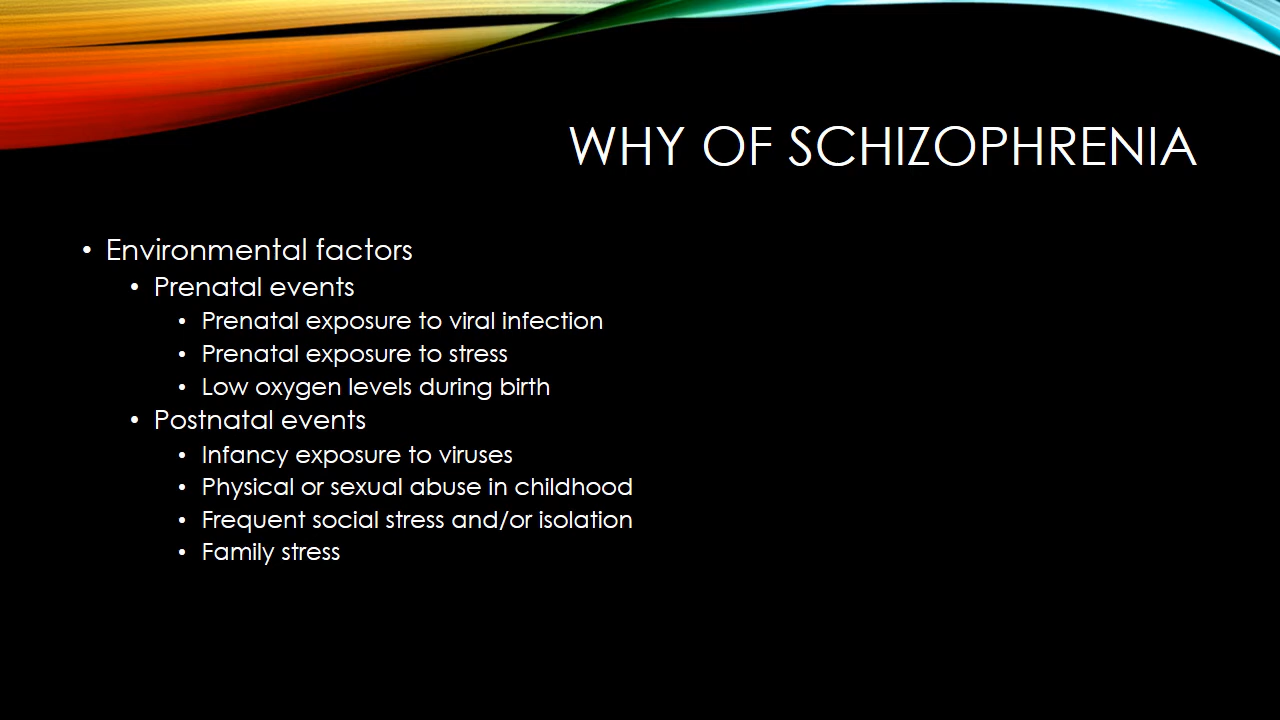 WHY OF SCHIZOPHRENIA
• Environmental factors
• Prenatal events
• Prenatal exposure to viral infection
• Prenatal exposure to stress
• Low oxygen levels during birth
• Postnatal events
• Infancy exposure to viruses
• Physical or sexual abuse in childhood
• Frequent social stress and/or isolation
• Family stress